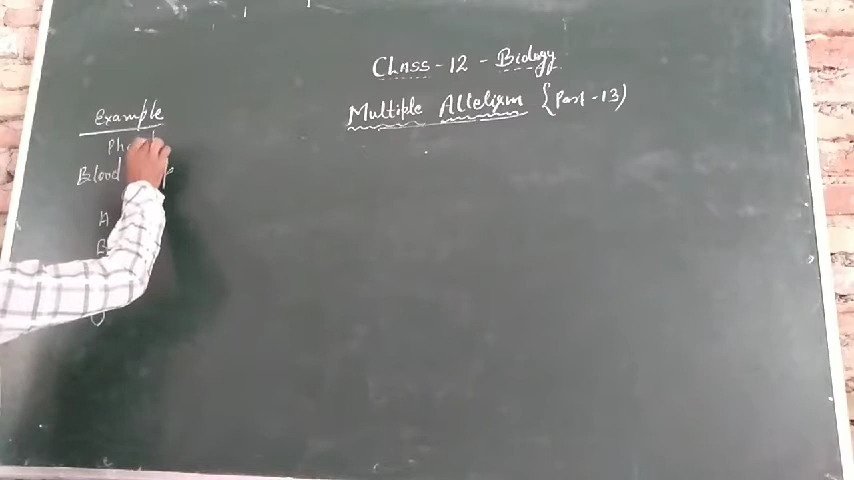 Class - 12 - Biology
Multiple Allelism {Part - 13}
Example
Blood
A
B
O